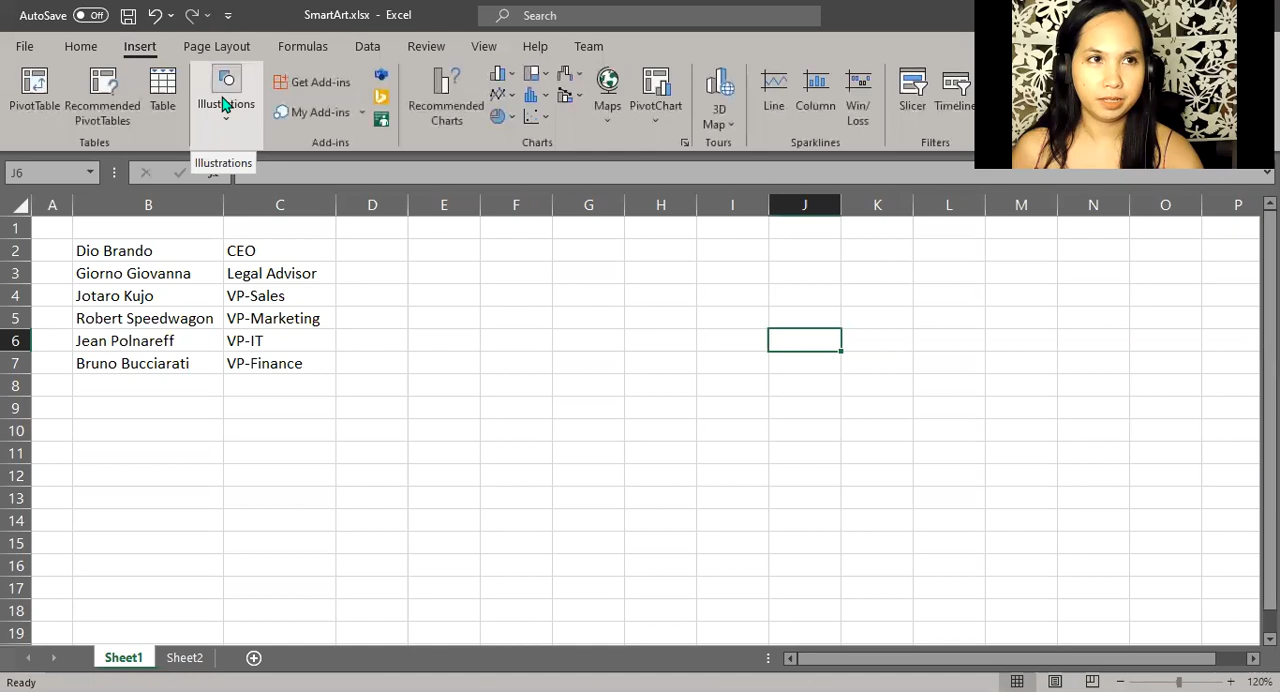 AutoSave Off SmartArt.xlsx - Excel Search
File Home Insert Page Layout Formulas Data Review View Help Team
PivotTable Recommended PivotTables Table Illustrations Get Add-ins My Add-ins Recommended Charts Maps PivotChart 3D Map Line Column Win/Loss Slicer Timeline
Tables Add-ins Charts Tours Sparklines Filters
Illustrations
J6
A B C D E F G H I J K L M N O P
1
2 Dio Brando CEO
3 Giorno Giovanna Legal Advisor
4 Jotaro Kujo VP-Sales
5 Robert Speedwagon VP-Marketing
6 Jean Polnareff VP-IT
7 Bruno Bucciarati VP-Finance
8
9
10
11
12
13
14
15
16
17
18
19
Sheet1 Sheet2
Ready 120%